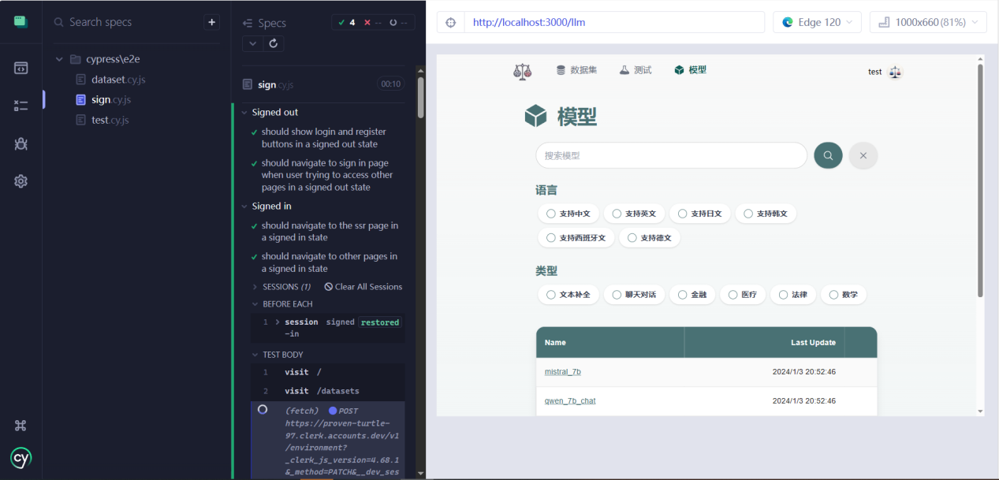 Search specs
+
cypress\e2e
dataset.cy.js
sign.cy.js
test.cy.js
cy
Specs
4 -- --
sign.cy.js 00:10
Signed out
should show login and register
buttons in a signed out state
should navigate to sign in page
when user trying to access other
pages in a signed out state
Signed in
should navigate to the ssr page in
a signed in state
should navigate to other pages in
a signed in state
SESSIONS (1) Clear All Sessions
BEFORE EACH
1 session signed restored
-in
TEST BODY
1 visit /
2 visit /datasets
(fetch) POST
https://proven-turtle-
97.clerk.accounts.dev/v1
/environment?
_clerk_js_version=4.68.1
&_method=PATCH&__dev_ses
http://localhost:3000/llm
Edge 120
1000x660 (81%)
数据集 测试 模型 test
模型
搜索模型
语言
支持中文 支持英文 支持日文 支持韩文
支持西班牙文 支持德文
类型
文本补全 聊天对话 金融 医疗 法律 数学
Name Last Update
mistral_7b 2024/1/3 20:52:46
qwen_7b_chat 2024/1/3 20:52:46